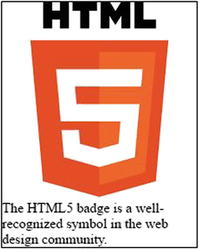 HTML
5
The HTML5 badge is a well-
recognized symbol in the web
design community.